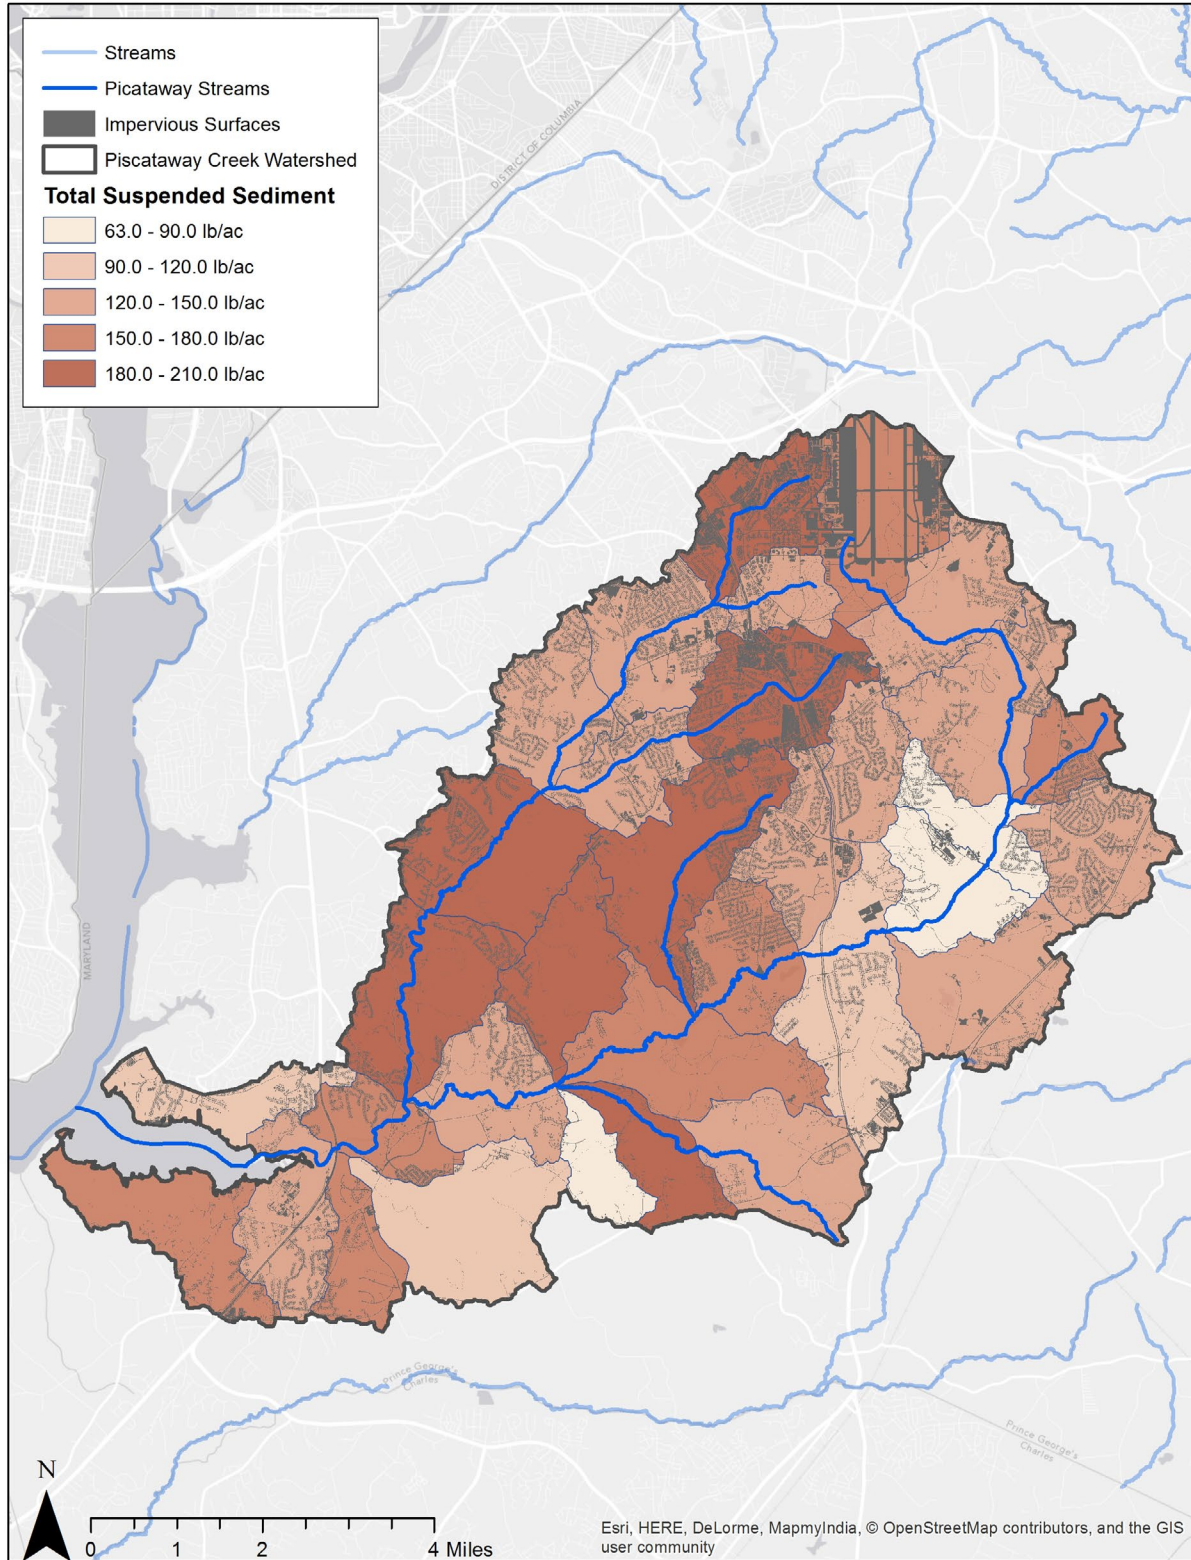 Streams
Picataway Streams
Impervious Surfaces
Piscataway Creek Watershed
Total Suspended Sediment
63.0 - 90.0 lb/ac
90.0 - 120.0 lb/ac
120.0 - 150.0 lb/ac
150.0 - 180.0 lb/ac
180.0 - 210.0 lb/ac
DISTRICT OF COLUMBIA
MARYLAND
Prince George's
Charles
Prince George's
Charles
N
0 1 2 4 Miles
Esri, HERE, DeLorme, MapmyIndia, © OpenStreetMap contributors, and the GIS
user community